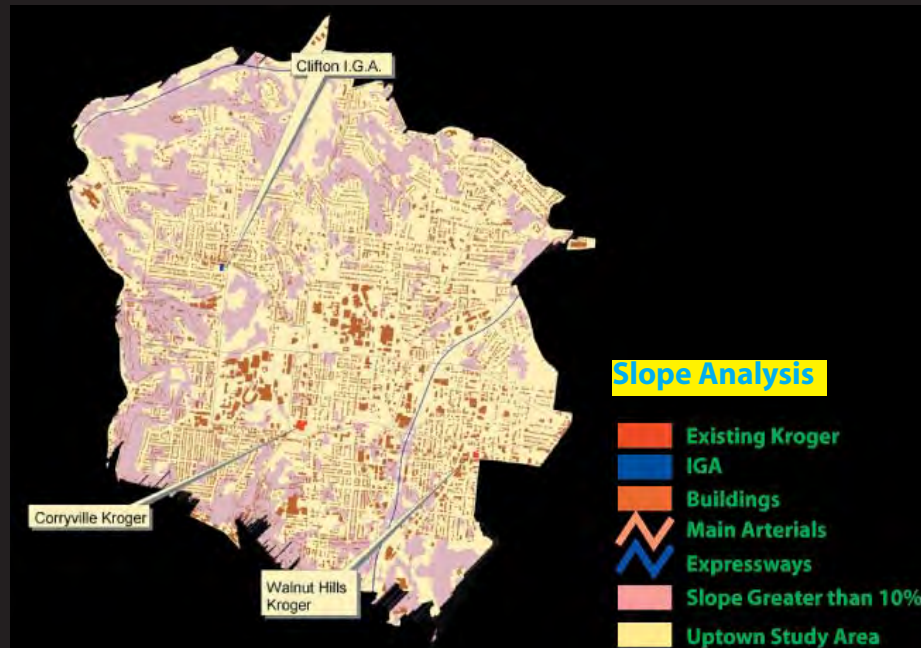 Clifton I.G.A.
Corryville Kroger
Walnut Hills
Kroger
Slope Analysis
Existing Kroger
IGA
Buildings
Main Arterials
Expressways
Slope Greater than 10%
Uptown Study Area